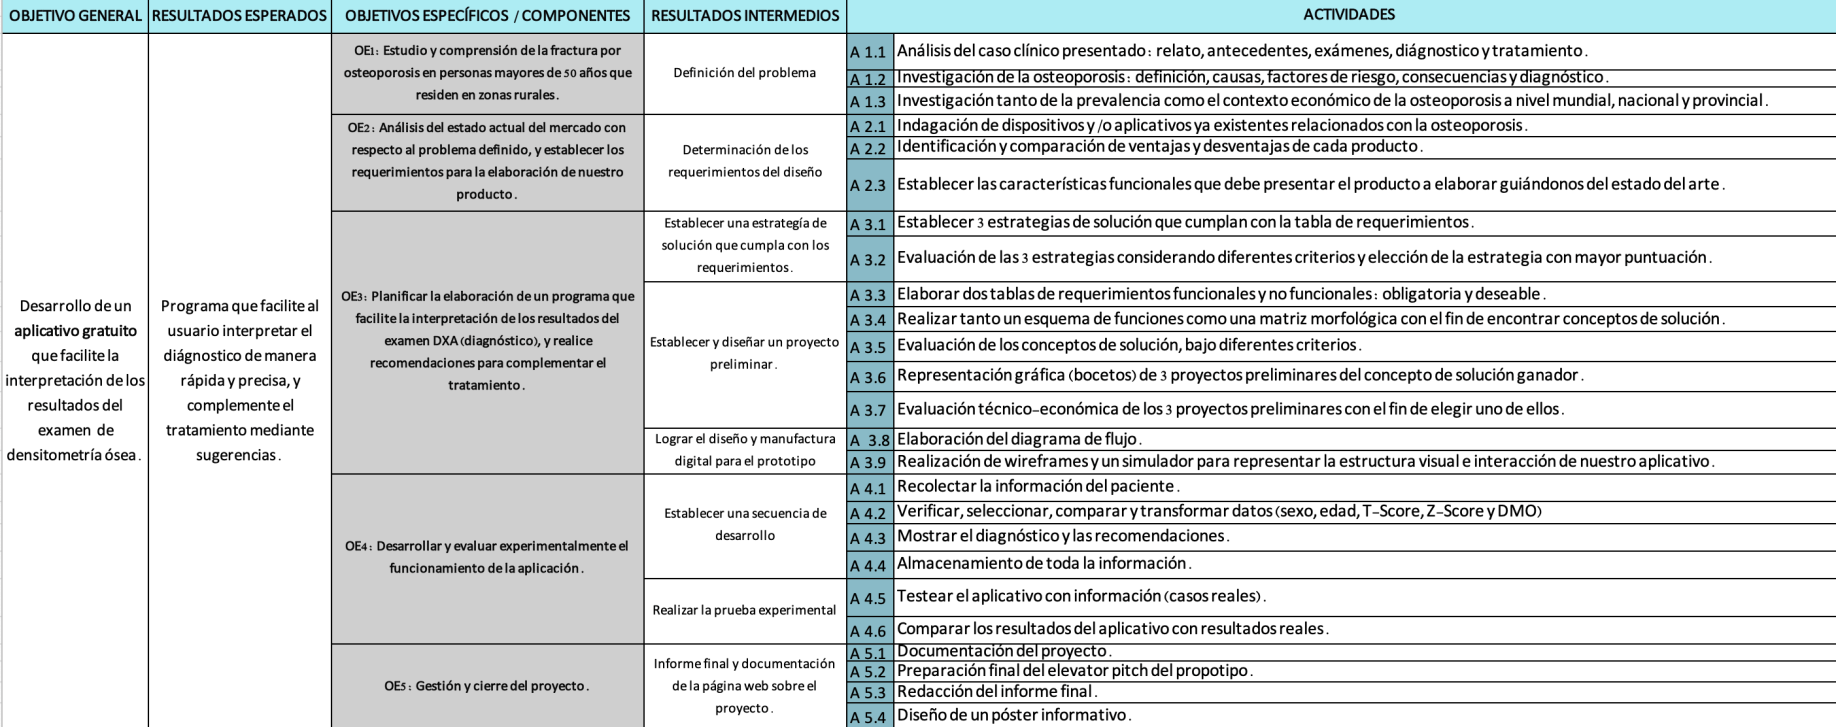 OBJETIVO GENERAL
RESULTADOS ESPERADOS
OBJETIVOS ESPECÍFICOS / COMPONENTES
RESULTADOS INTERMEDIOS
ACTIVIDADES
Desarrollo de un
aplicativo gratuito
que facilite la
interpretación de los
resultados del
examen de
densitometría ósea.
Programa que facilite al
usuario interpretar el
diágnostico de manera
rápida y precisa, y
complemente el
tratamiento mediante
sugerencias.
OE1: Estudio y comprensión de la fractura por
osteoporosis en personas mayores de 50 años que
residen en zonas rurales.
Definición del problema
A 1.1 Análisis del caso clínico presentado: relato, antecedentes, exámenes, diágnostico y tratamiento.
A 1.2 Investigación de la osteoporosis: definición, causas, factores de riesgo, consecuencias y diagnóstico.
A 1.3 Investigación tanto de la prevalencia como el contexto económico de la osteoporosis a nivel mundial, nacional y provincial.
OE2: Análisis del estado actual del mercado con
respecto al problema definido, y establecer los
requerimientos para la elaboración de nuestro
producto.
Determinación de los
requerimientos del diseño
A 2.1 Indagación de dispositivos y/o aplicativos ya existentes relacionados con la osteoporosis.
A 2.2 Identificación y comparación de ventajas y desventajas de cada producto.
A 2.3 Establecer las características funcionales que debe presentar el producto a elaborar guiándonos del estado del arte.
OE3: Planificar la elaboración de un programa que
facilite la interpretación de los resultados del
examen DXA (diagnóstico), y realice
recomendaciones para complementar el
tratamiento.
Establecer una estrategía de
solución que cumpla con los
requerimientos.
A 3.1 Establecer 3 estrategias de solución que cumplan con la tabla de requerimientos.
A 3.2 Evaluación de las 3 estrategias considerando diferentes criterios y elección de la estrategia con mayor puntuación.
Establecer y diseñar un proyecto
preliminar.
A 3.3 Elaborar dos tablas de requerimientos funcionales y no funcionales: obligatoria y deseable.
A 3.4 Realizar tanto un esquema de funciones como una matriz morfológica con el fin de encontrar conceptos de solución.
A 3.5 Evaluación de los conceptos de solución, bajo diferentes criterios.
A 3.6 Representación gráfica (bocetos) de 3 proyectos preliminares del concepto de solución ganador.
A 3.7 Evaluación técnico-económica de los 3 proyectos preliminares con el fin de elegir uno de ellos.
Lograr el diseño y manufactura
digital para el prototipo
A 3.8 Elaboración del diagrama de flujo.
A 3.9 Realización de wireframes y un simulador para representar la estructura visual e interacción de nuestro aplicativo.
OE4: Desarrollar y evaluar experimentalmente el
funcionamiento de la aplicación.
Establecer una secuencia de
desarrollo
A 4.1 Recolectar la información del paciente.
A 4.2 Verificar, seleccionar, comparar y transformar datos (sexo, edad, T-Score, Z-Score y DMO)
A 4.3 Mostrar el diagnóstico y las recomendaciones.
A 4.4 Almacenamiento de toda la información.
Realizar la prueba experimental
A 4.5 Testear el aplicativo con información (casos reales).
A 4.6 Comparar los resultados del aplicativo con resultados reales.
OE5: Gestión y cierre del proyecto.
Informe final y documentación
de la página web sobre el
proyecto.
A 5.1 Documentación del proyecto.
A 5.2 Preparación final del elevator pitch del propotipo.
A 5.3 Redacción del informe final.
A 5.4 Diseño de un póster informativo.